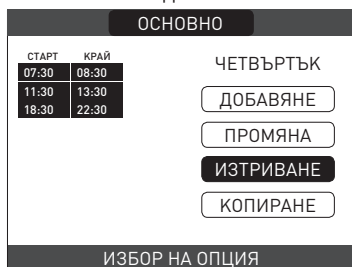 ОСНОВНО
СТАРТ КРАЙ
07:30 08:30
11:30 13:30
18:30 22:30
ЧЕТВЪРТЪК
ДОБАВЯНЕ
ПРОМЯНА
ИЗТРИВАНЕ
КОПИРАНЕ
ИЗБОР НА ОПЦИЯ